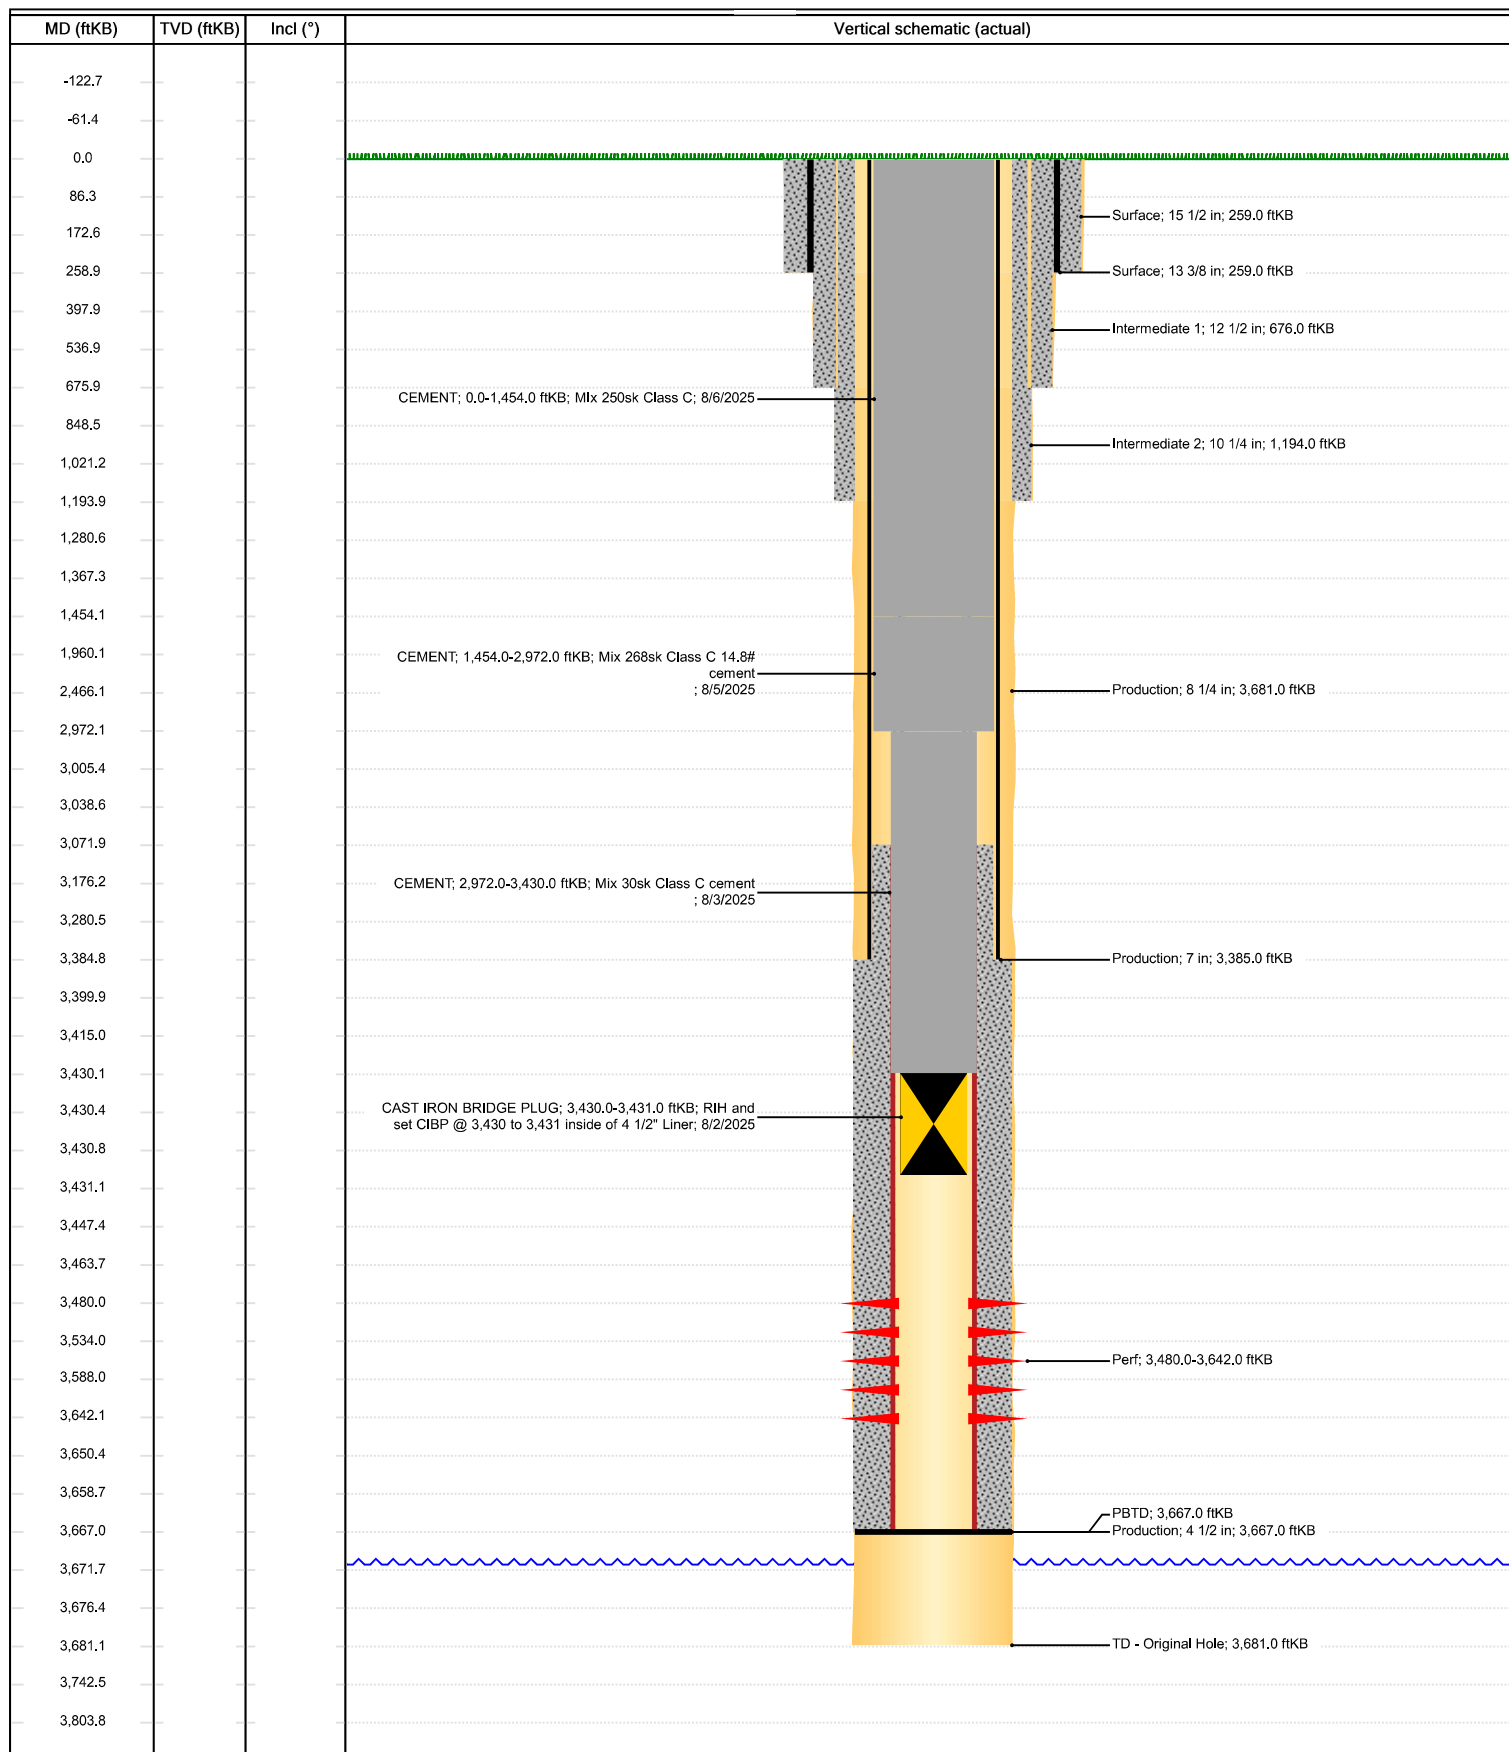 MD (ftKB) TVD (ftKB) Incl (°) Vertical schematic (actual)
-122.7
-61.4
0.0
86.3
172.6
258.9
397.9
536.9
675.9
848.5
1,021.2
1,193.9
1,280.6
1,367.3
1,454.1
1,960.1
2,466.1
2,972.1
3,005.4
3,038.6
3,071.9
3,176.2
3,280.5
3,384.8
3,399.9
3,415.0
3,430.1
3,430.4
3,430.8
3,431.1
3,447.4
3,463.7
3,480.0
3,534.0
3,588.0
3,642.1
3,650.4
3,658.7
3,667.0
3,671.7
3,676.4
3,681.1
3,742.5
3,803.8
CEMENT; 0.0-1,454.0 ftKB; MIx 250sk Class C; 8/6/2025
CEMENT; 1,454.0-2,972.0 ftKB; Mix 268sk Class C 14.8#
cement
; 8/5/2025
CEMENT; 2,972.0-3,430.0 ftKB; Mix 30sk Class C cement
; 8/3/2025
CAST IRON BRIDGE PLUG; 3,430.0-3,431.0 ftKB; RIH and
set CIBP @ 3,430 to 3,431 inside of 4 1/2" Liner; 8/2/2025
Surface; 15 1/2 in; 259.0 ftKB
Surface; 13 3/8 in; 259.0 ftKB
Intermediate 1; 12 1/2 in; 676.0 ftKB
Intermediate 2; 10 1/4 in; 1,194.0 ftKB
Production; 8 1/4 in; 3,681.0 ftKB
Production; 7 in; 3,385.0 ftKB
Perf; 3,480.0-3,642.0 ftKB
PBTD; 3,667.0 ftKB
Production; 4 1/2 in; 3,667.0 ftKB
TD - Original Hole; 3,681.0 ftKB